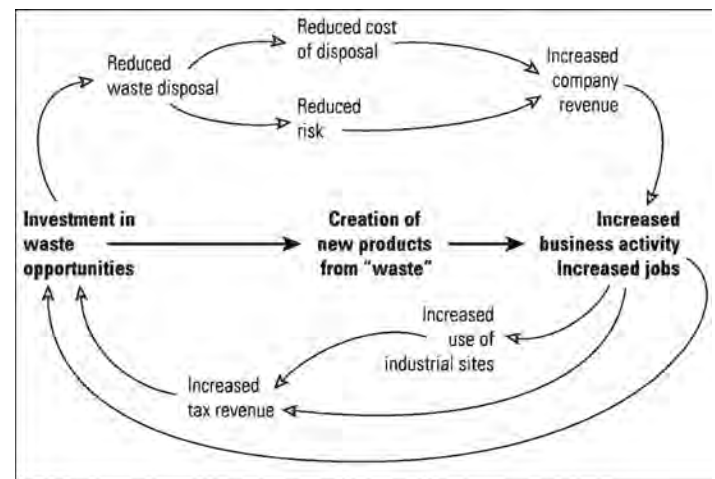 Reduced cost
of disposal
Reduced
waste disposal
Increased
company
revenue
Reduced
risk
Investment in
waste
opportunities
Creation of
new products
from "waste"
Increased
business activity
Increased jobs
Increased
use of
industrial sites
Increased
tax revenue